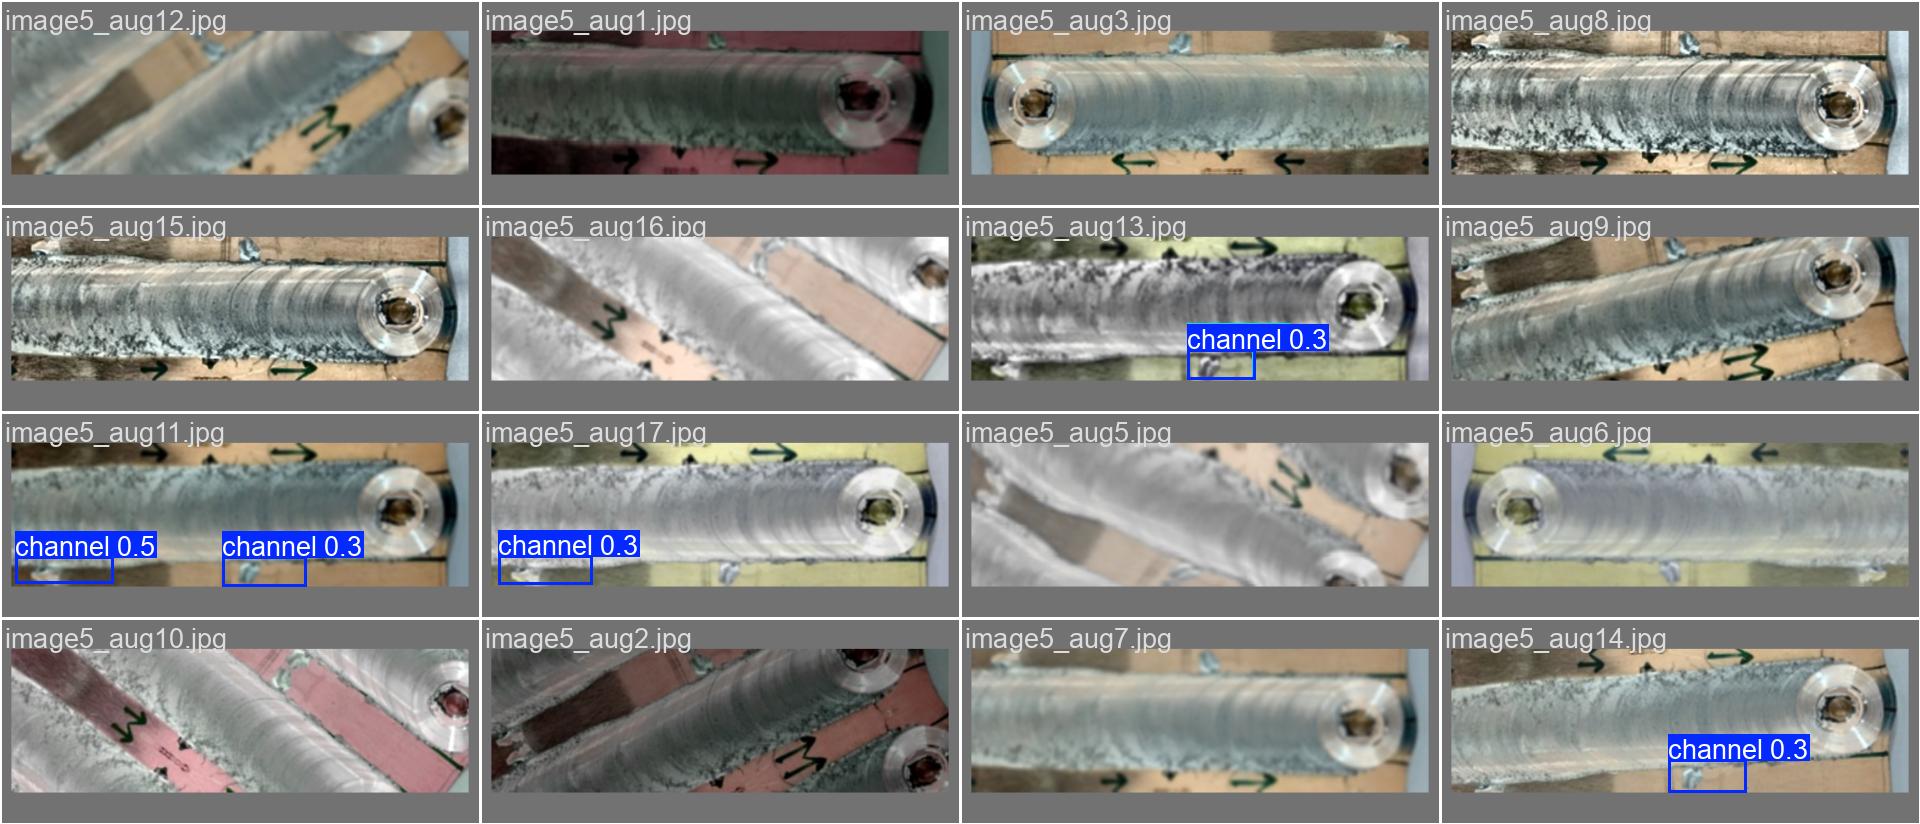 image5_aug12.jpg
image5_aug1.jpg
image5_aug3.jpg
image5_aug8.jpg
image5_aug15.jpg
image5_aug16.jpg
image5_aug13.jpg
channel 0.3
image5_aug9.jpg
image5_aug11.jpg
channel 0.5
channel 0.3
image5_aug17.jpg
channel 0.3
image5_aug5.jpg
image5_aug6.jpg
image5_aug10.jpg
image5_aug2.jpg
image5_aug7.jpg
image5_aug14.jpg
channel 0.3